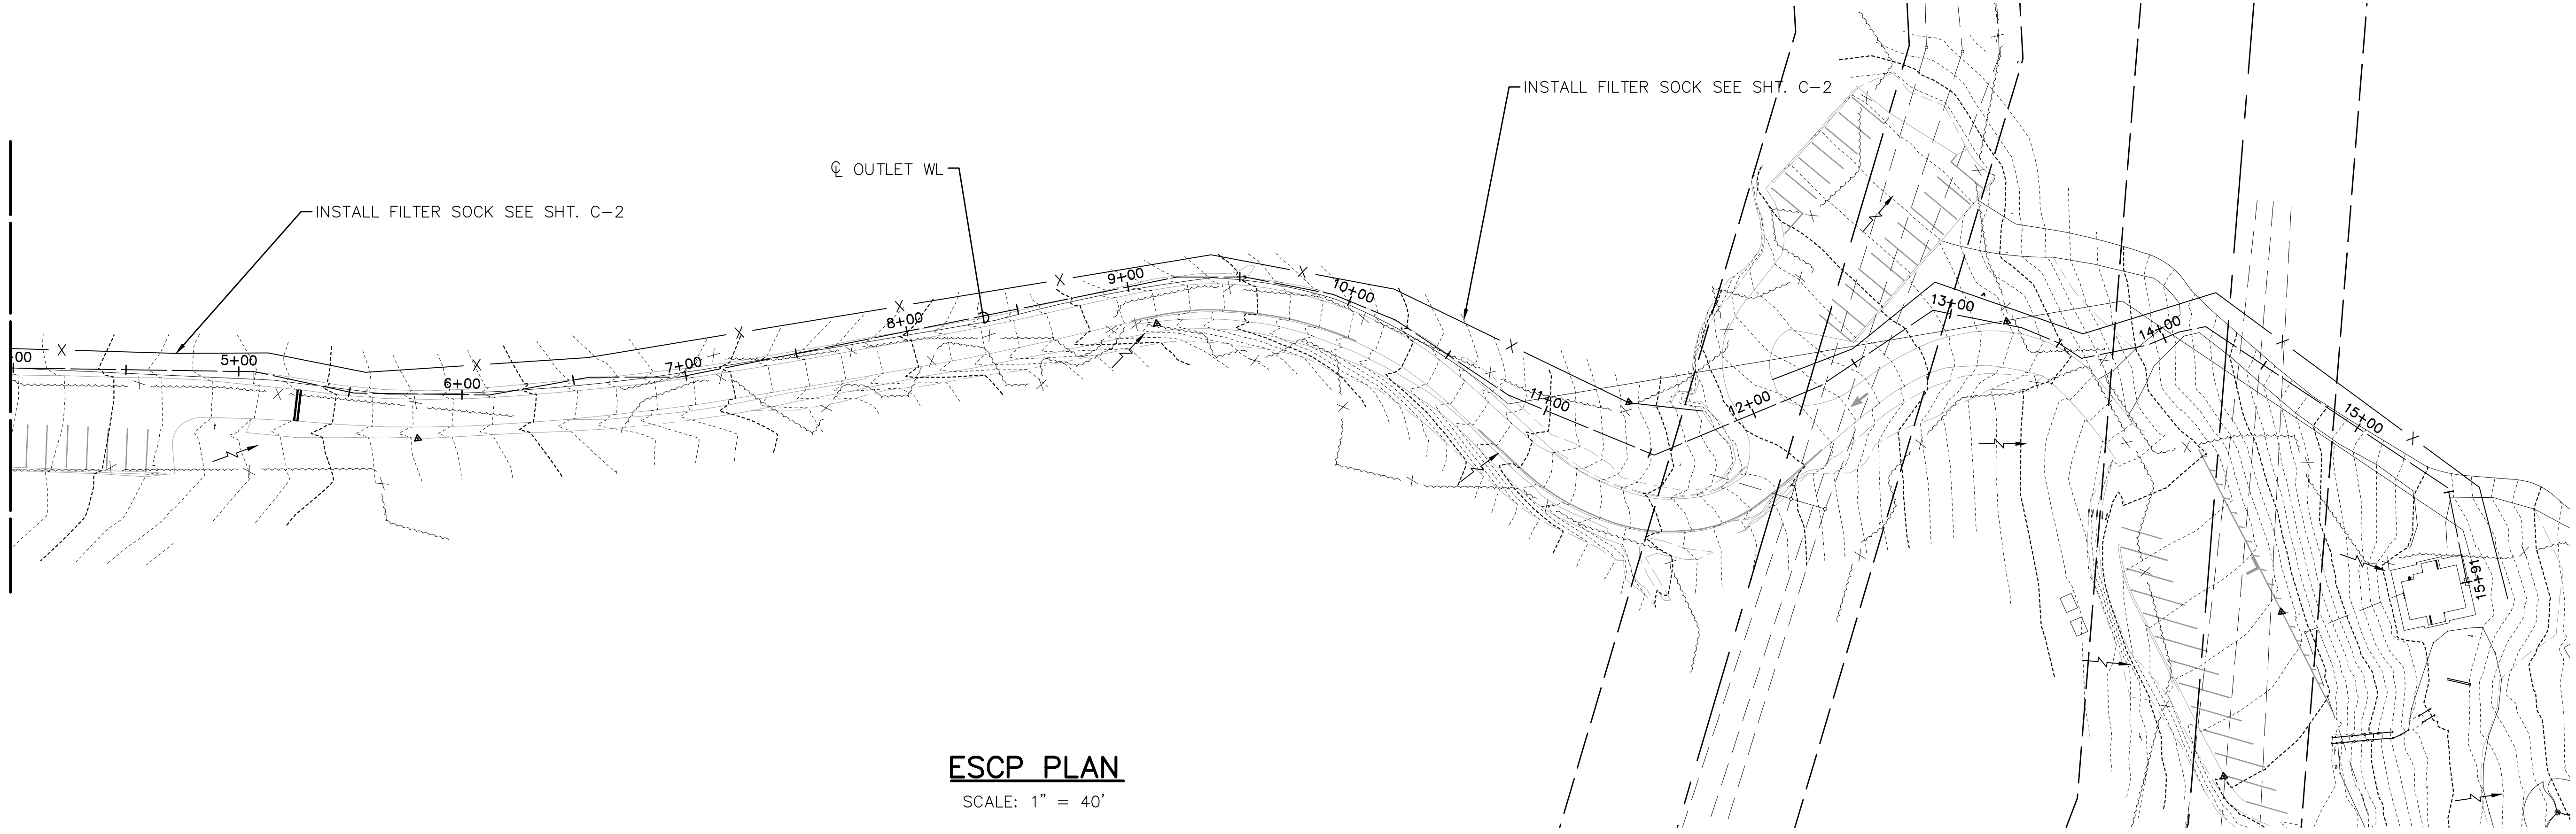 INSTALL FILTER SOCK SEE SHT. C-2
℄ OUTLET WL
INSTALL FILTER SOCK SEE SHT. C-2
00
5+00
6+00
7+00
8+00
9+00
10+00
11+00
12+00
13+00
14+00
15+00
15+91
ESCP PLAN
SCALE: 1" = 40'